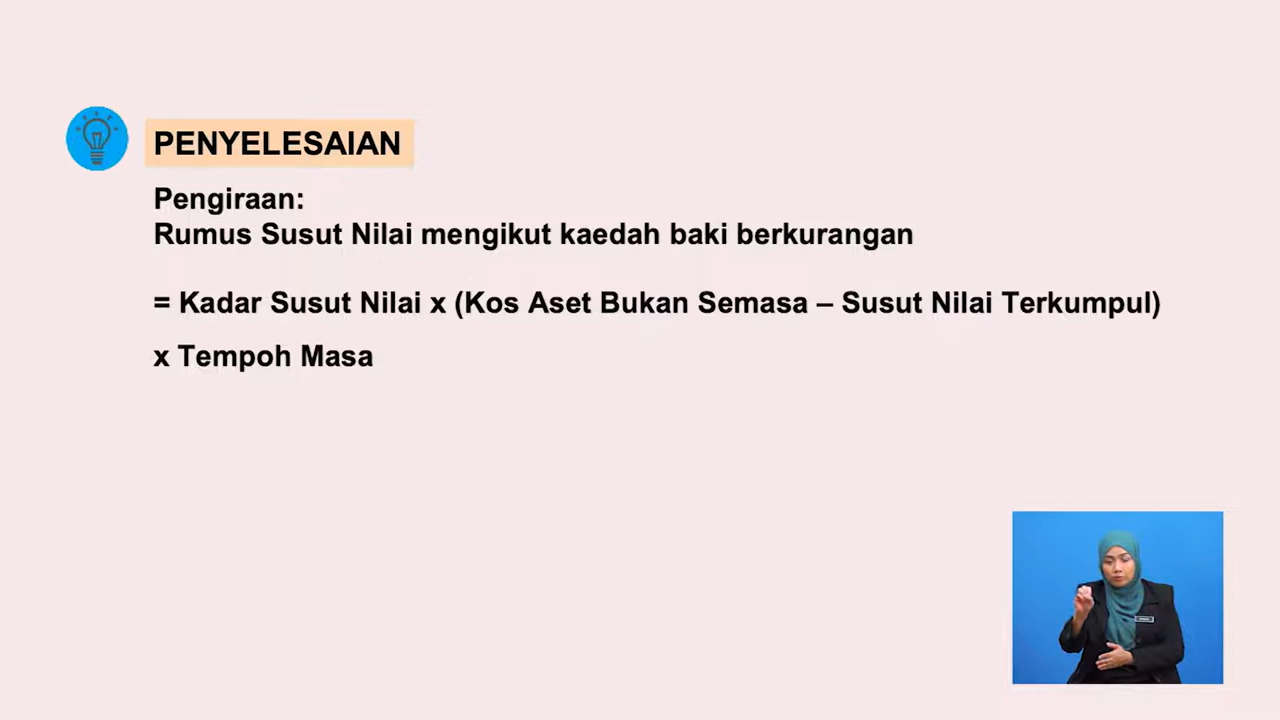 PENYELESAIAN
Pengiraan:
Rumus Susut Nilai mengikut kaedah baki berkurangan
= Kadar Susut Nilai x (Kos Aset Bukan Semasa – Susut Nilai Terkumpul)
x Tempoh Masa